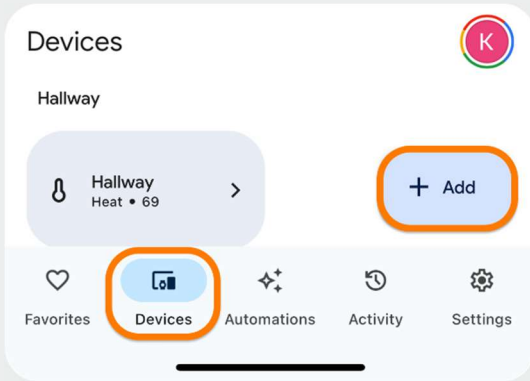 Devices
K
Hallway
Hallway
Heat • 69
+ Add
Favorites Devices Automations Activity Settings